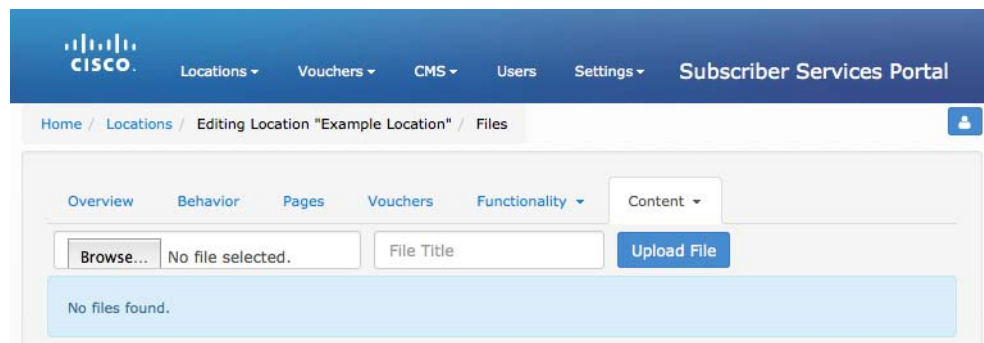 CISCO.
Locations Vouchers CMS Users Settings Subscriber Services Portal
Home / Locations / Editing Location "Example Location" / Files
Overview Behavior Pages Vouchers Functionality Content
Browse... No file selected. File Title Upload File
No files found.